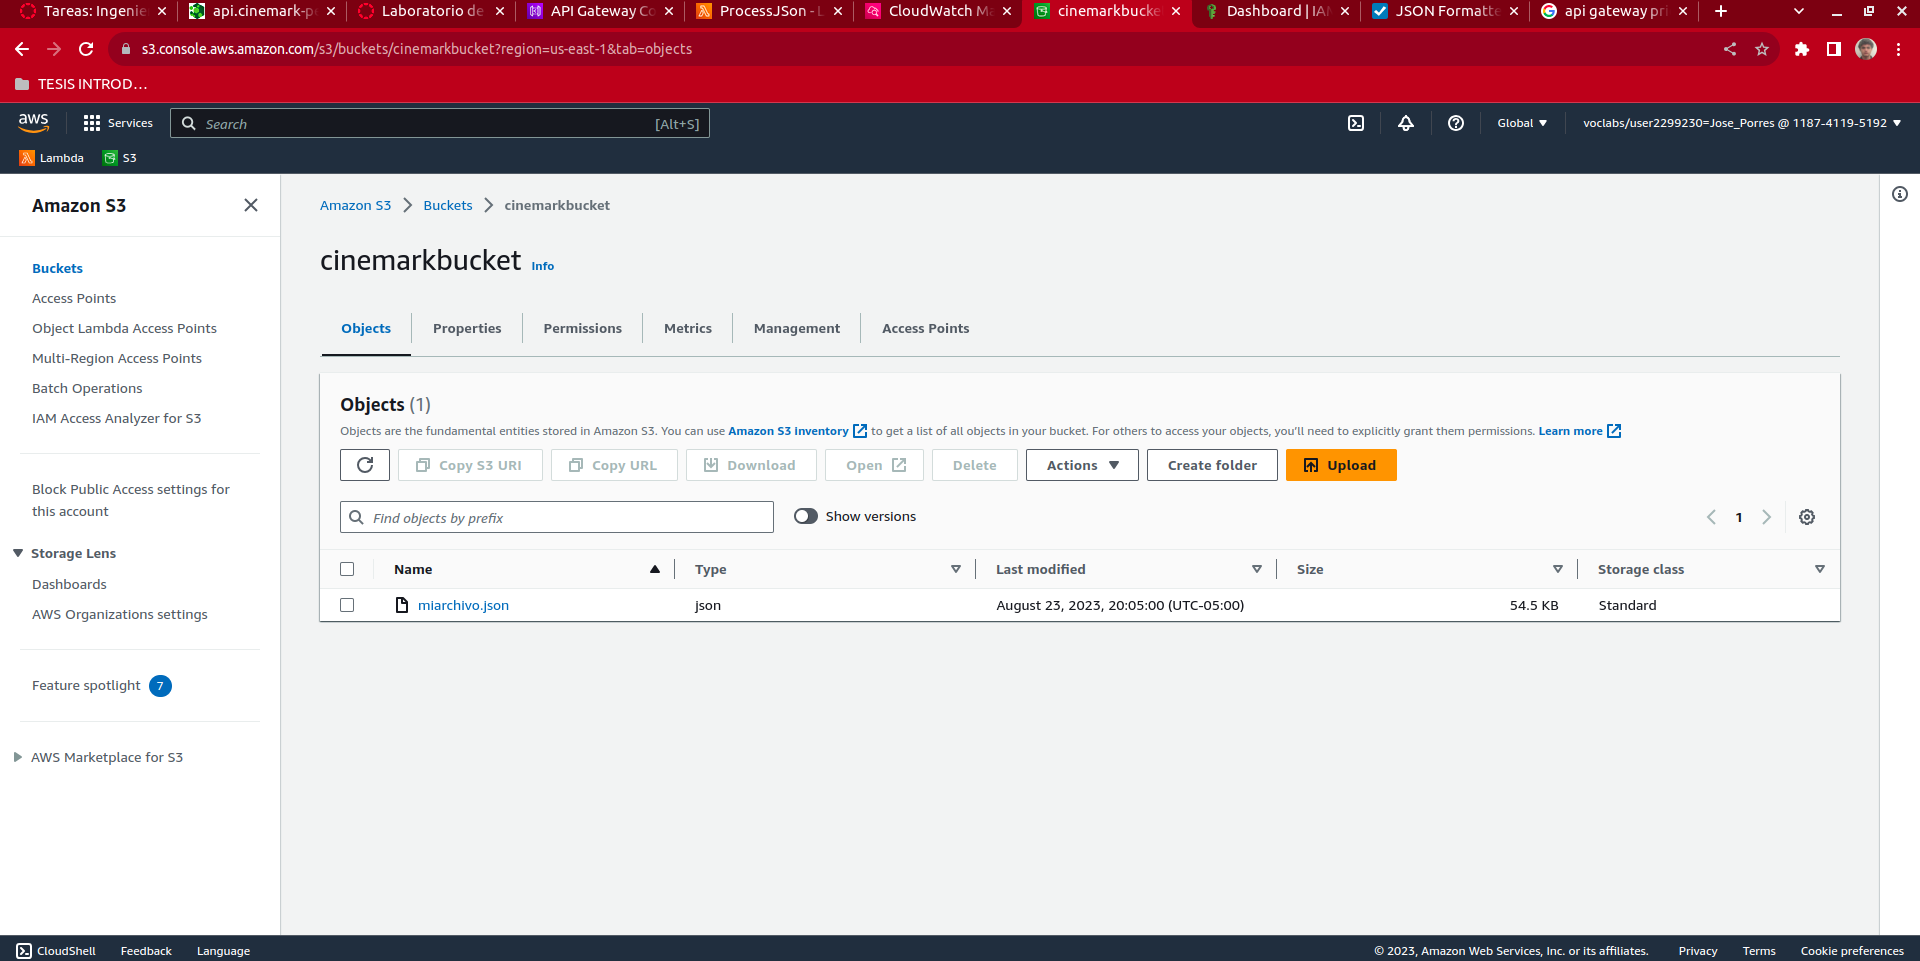 Tareas: Ingenie
api.cinemark-pe
Laboratorio de
API Gateway Co
ProcessJSon - L
CloudWatch Ma
cinemarkbucke
Dashboard | IAM
JSON Formatte
api gateway pri
s3.console.aws.amazon.com/s3/buckets/cinemarkbucket?region=us-east-1&tab=objects
TESIS INTROD...
aws
Services
Search
[Alt+S]
Global
voclabs/user2299230=Jose_Porres @ 1187-4119-5192
Lambda
S3
Amazon S3
Buckets
Access Points
Object Lambda Access Points
Multi-Region Access Points
Batch Operations
IAM Access Analyzer for S3
Block Public Access settings for
this account
Storage Lens
Dashboards
AWS Organizations settings
Feature spotlight 7
AWS Marketplace for S3
Amazon S3 > Buckets > cinemarkbucket
cinemarkbucket Info
Objects
Properties
Permissions
Metrics
Management
Access Points
Objects (1)
Objects are the fundamental entities stored in Amazon S3. You can use Amazon S3 inventory to get a list of all objects in your bucket. For others to access your objects, you'll need to explicitly grant them permissions. Learn more
Copy S3 URI
Copy URL
Download
Open
Delete
Actions
Create folder
Upload
Find objects by prefix
Show versions
1
Name
Type
Last modified
Size
Storage class
miarchivo.json
json
August 23, 2023, 20:05:00 (UTC-05:00)
54.5 KB
Standard
CloudShell
Feedback
Language
© 2023, Amazon Web Services, Inc. or its affiliates.
Privacy
Terms
Cookie preferences